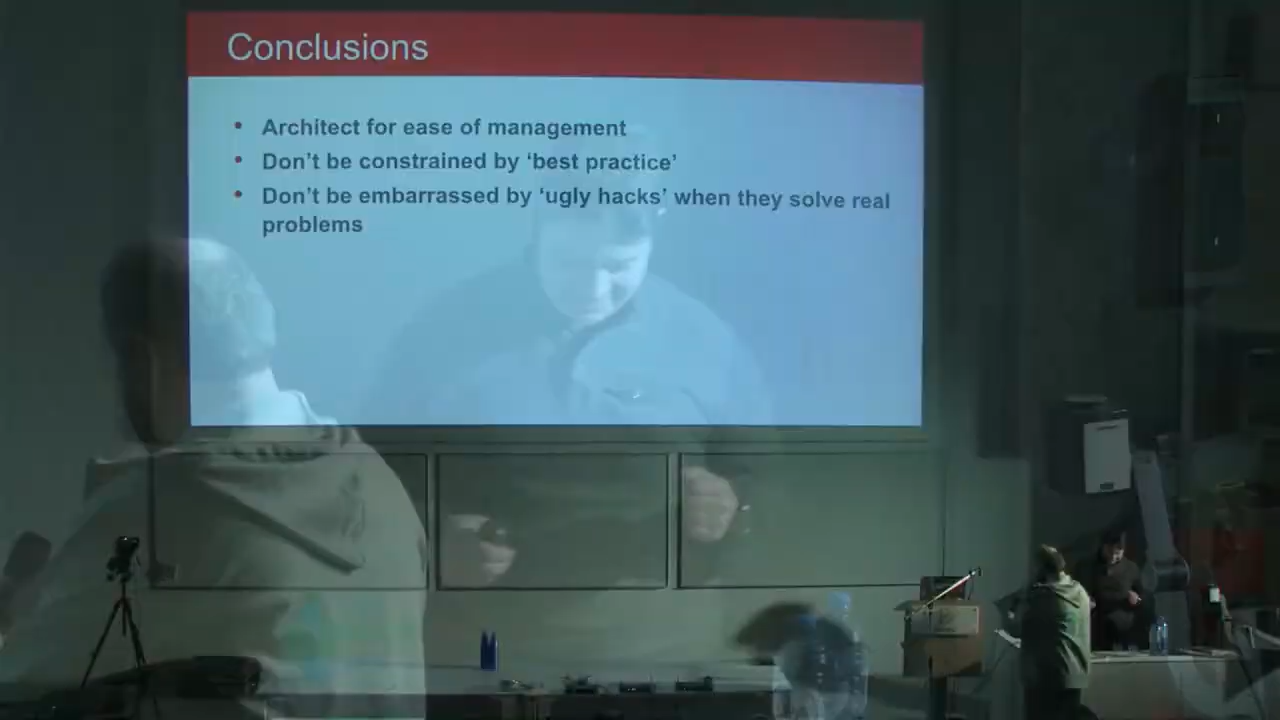 Conclusions
• Architect for ease of management
• Don’t be constrained by ‘best practice’
• Don’t be embarrassed by ‘ugly hacks’ when they solve real
problems